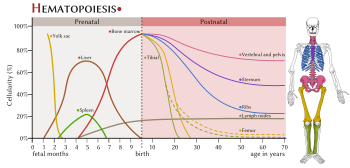 HEMATOPOIESIS
Prenatal
Postnatal
100%
80%
60%
40%
20%
0
Cellularity (%)
Yolk sac
Liver
Spleen
Bone marrow
Tibial
Vertebral and pelvis
Sternum
Ribs
Lymph nodes
Femur
0 1 2 3 4 5 6 7 8 9 10 20 30 40 50 60 70
fetal months
birth
age in years